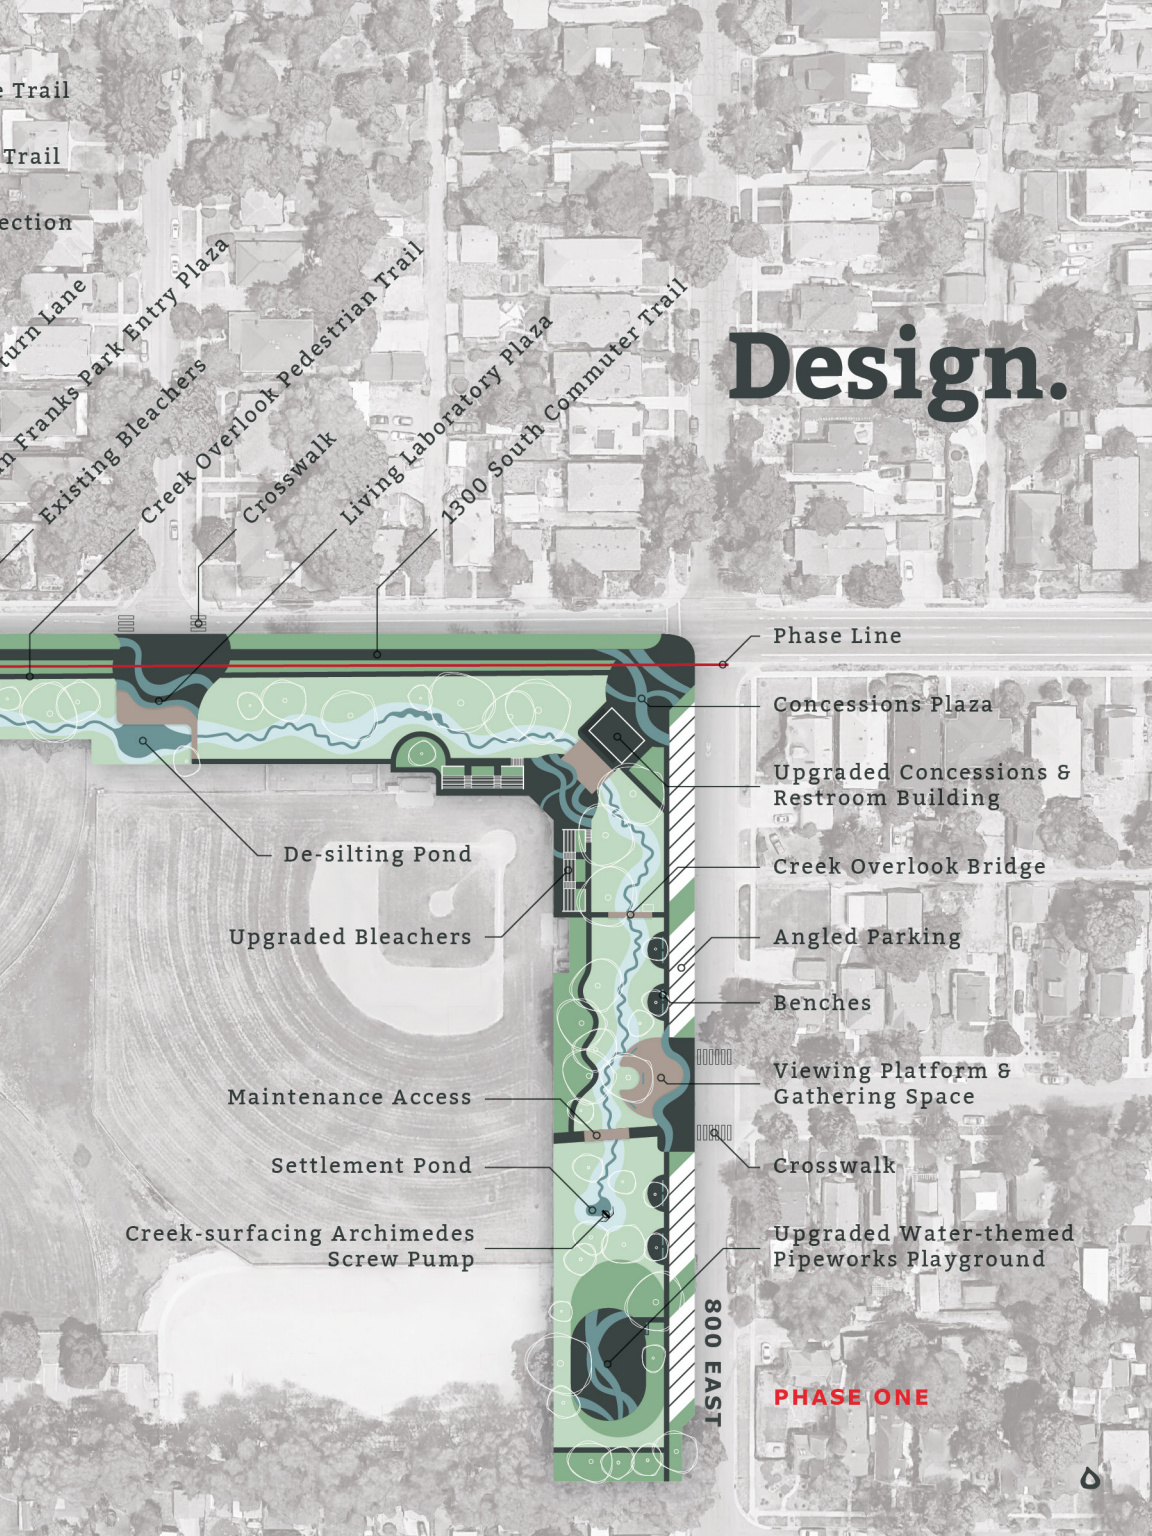 Trail
Trail
turn Lane
Franks Park Entry Plaza
Existing Bleachers
Creek Overlook Pedestrian Trail
Crosswalk
Living Laboratory Plaza
1300 South Commuter Trail
Design.
Phase Line
Concessions Plaza
Upgraded Concessions &
Restroom Building
De-silting Pond
Creek Overlook Bridge
Upgraded Bleachers
Angled Parking
Benches
Viewing Platform &
Gathering Space
Maintenance Access
Settlement Pond
Crosswalk
Creek-surfacing Archimedes
Screw Pump
Upgraded Water-themed
Pipeworks Playground
800 EAST
PHASE ONE